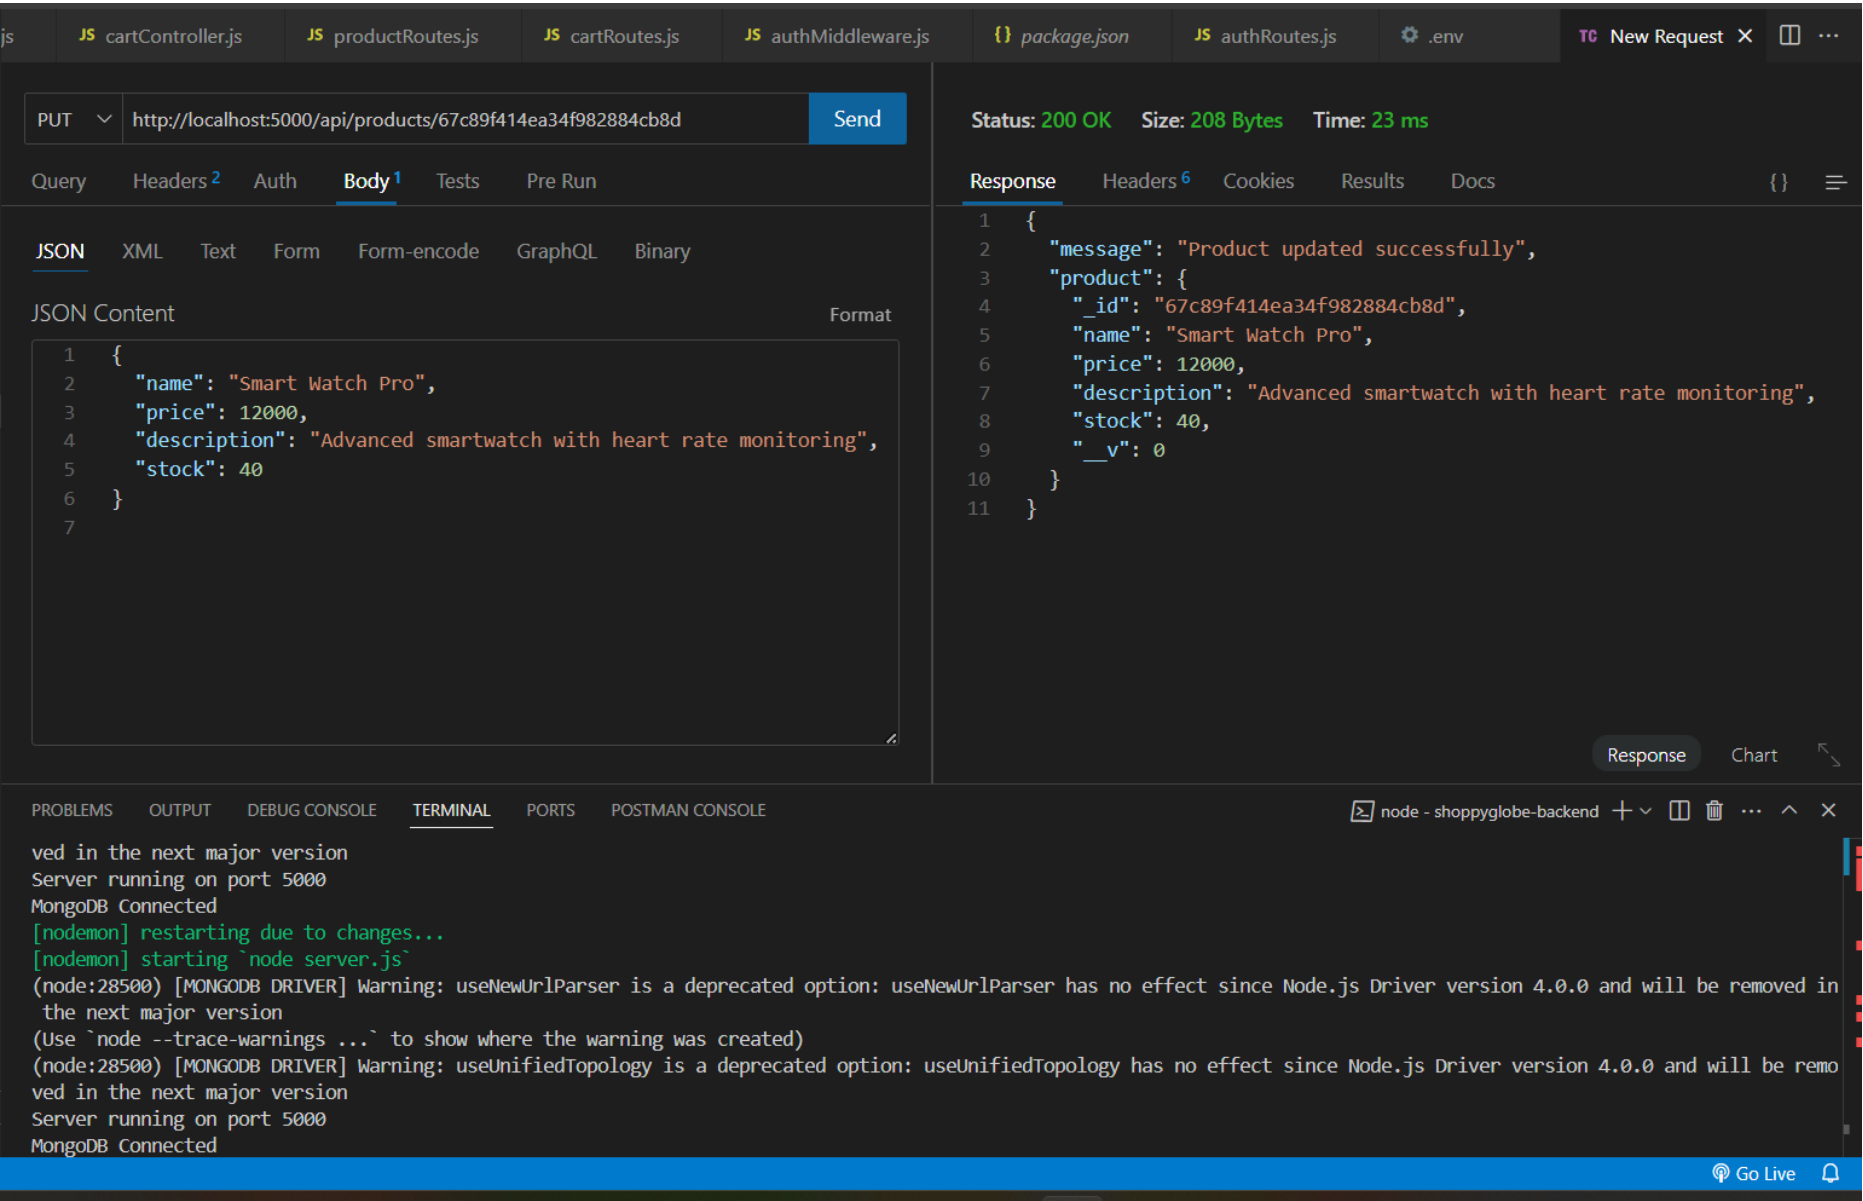 js JS cartController.js JS productRoutes.js JS cartRoutes.js JS authMiddleware.js {} package.json JS authRoutes.js .env TC New Request
PUT http://localhost:5000/api/products/67c89f414ea34f982884cb8d Send
Query Headers 2 Auth Body 1 Tests Pre Run
JSON XML Text Form Form-encode GraphQL Binary
JSON Content Format
1 {
2 "name": "Smart Watch Pro",
3 "price": 12000,
4 "description": "Advanced smartwatch with heart rate monitoring",
5 "stock": 40
6 }
7
Status: 200 OK Size: 208 Bytes Time: 23 ms
Response Headers 6 Cookies Results Docs {}
1 {
2 "message": "Product updated successfully",
3 "product": {
4 "_id": "67c89f414ea34f982884cb8d",
5 "name": "Smart Watch Pro",
6 "price": 12000,
7 "description": "Advanced smartwatch with heart rate monitoring",
8 "stock": 40,
9 "__v": 0
10 }
11 }
Response Chart
PROBLEMS OUTPUT DEBUG CONSOLE TERMINAL PORTS POSTMAN CONSOLE node - shoppyglobe-backend
ved in the next major version
Server running on port 5000
MongoDB Connected
[nodemon] restarting due to changes...
[nodemon] starting `node server.js`
(node:28500) [MONGODB DRIVER] Warning: useNewUrlParser is a deprecated option: useNewUrlParser has no effect since Node.js Driver version 4.0.0 and will be removed in
the next major version
(Use `node --trace-warnings ...` to show where the warning was created)
(node:28500) [MONGODB DRIVER] Warning: useUnifiedTopology is a deprecated option: useUnifiedTopology has no effect since Node.js Driver version 4.0.0 and will be remo
ved in the next major version
Server running on port 5000
MongoDB Connected
Go Live